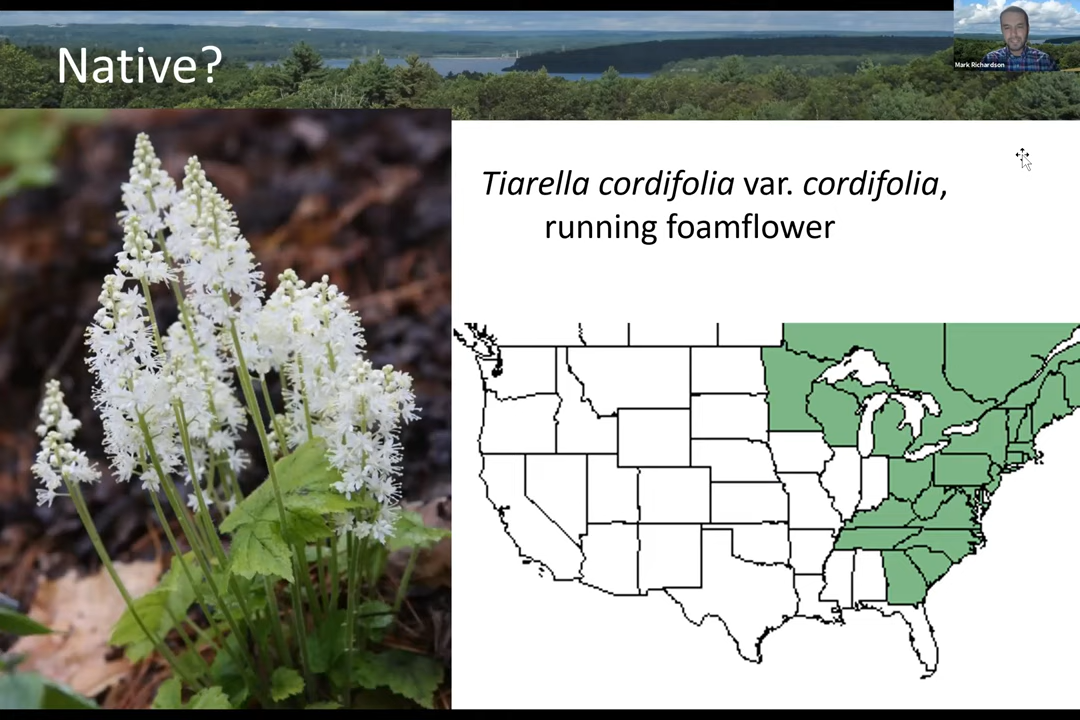 Native?
Mark Richardson
Tiarella cordifolia var. cordifolia,
running foamflower